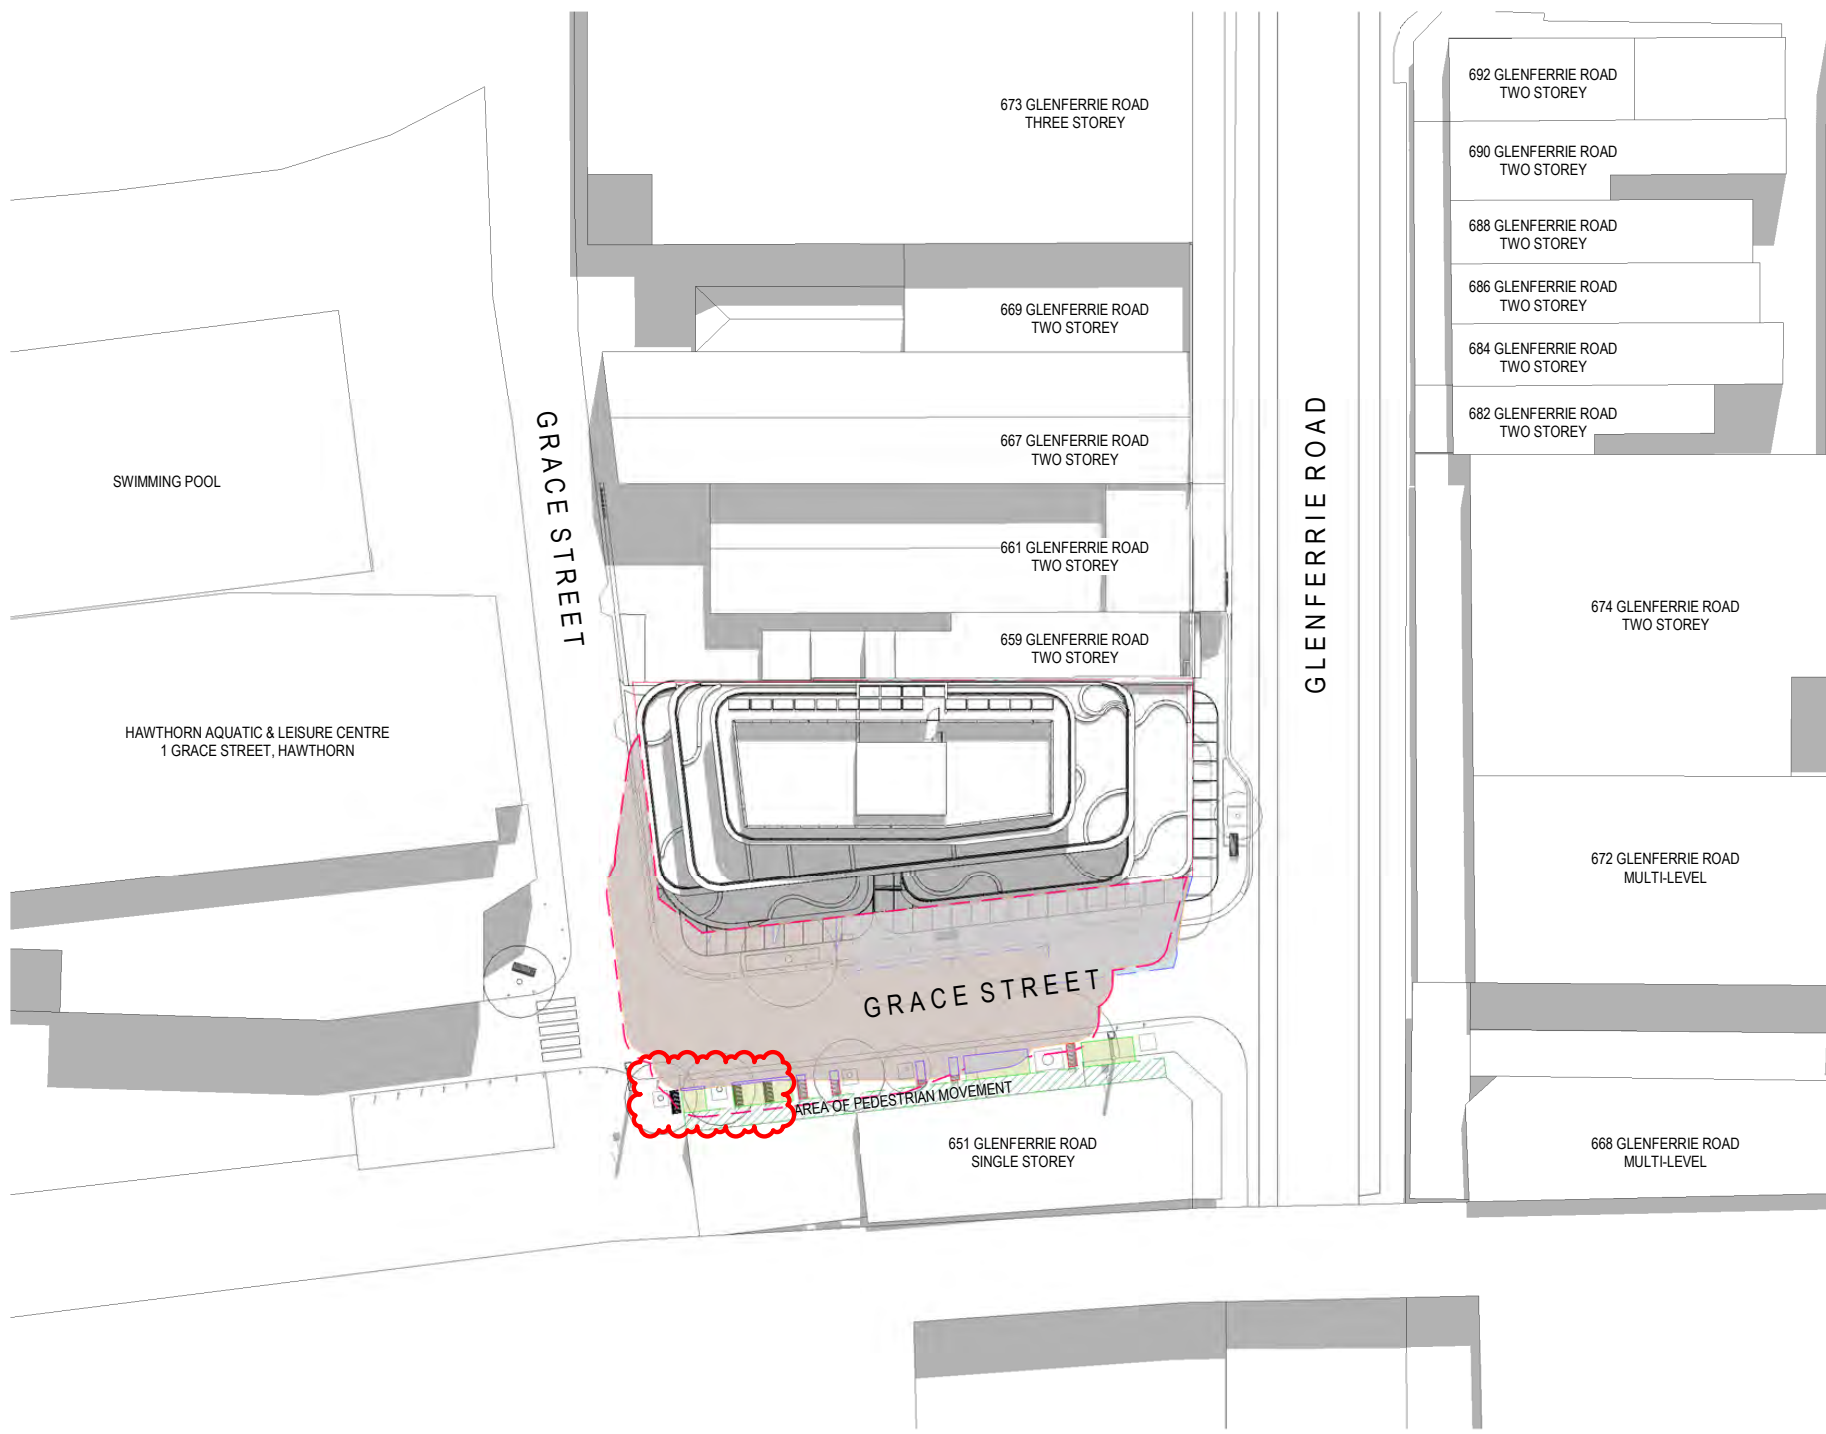 692 GLENFERRIE ROAD
TWO STOREY
673 GLENFERRIE ROAD
THREE STOREY
690 GLENFERRIE ROAD
TWO STOREY
688 GLENFERRIE ROAD
TWO STOREY
686 GLENFERRIE ROAD
TWO STOREY
669 GLENFERRIE ROAD
TWO STOREY
684 GLENFERRIE ROAD
TWO STOREY
682 GLENFERRIE ROAD
TWO STOREY
667 GLENFERRIE ROAD
TWO STOREY
SWIMMING POOL
GRACE STREET
GLENFERRIE ROAD
661 GLENFERRIE ROAD
TWO STOREY
674 GLENFERRIE ROAD
TWO STOREY
659 GLENFERRIE ROAD
TWO STOREY
HAWTHORN AQUATIC & LEISURE CENTRE
1 GRACE STREET, HAWTHORN
672 GLENFERRIE ROAD
MULTI-LEVEL
GRACE STREET
AREA OF PEDESTRIAN MOVEMENT
651 GLENFERRIE ROAD
SINGLE STOREY
668 GLENFERRIE ROAD
MULTI-LEVEL